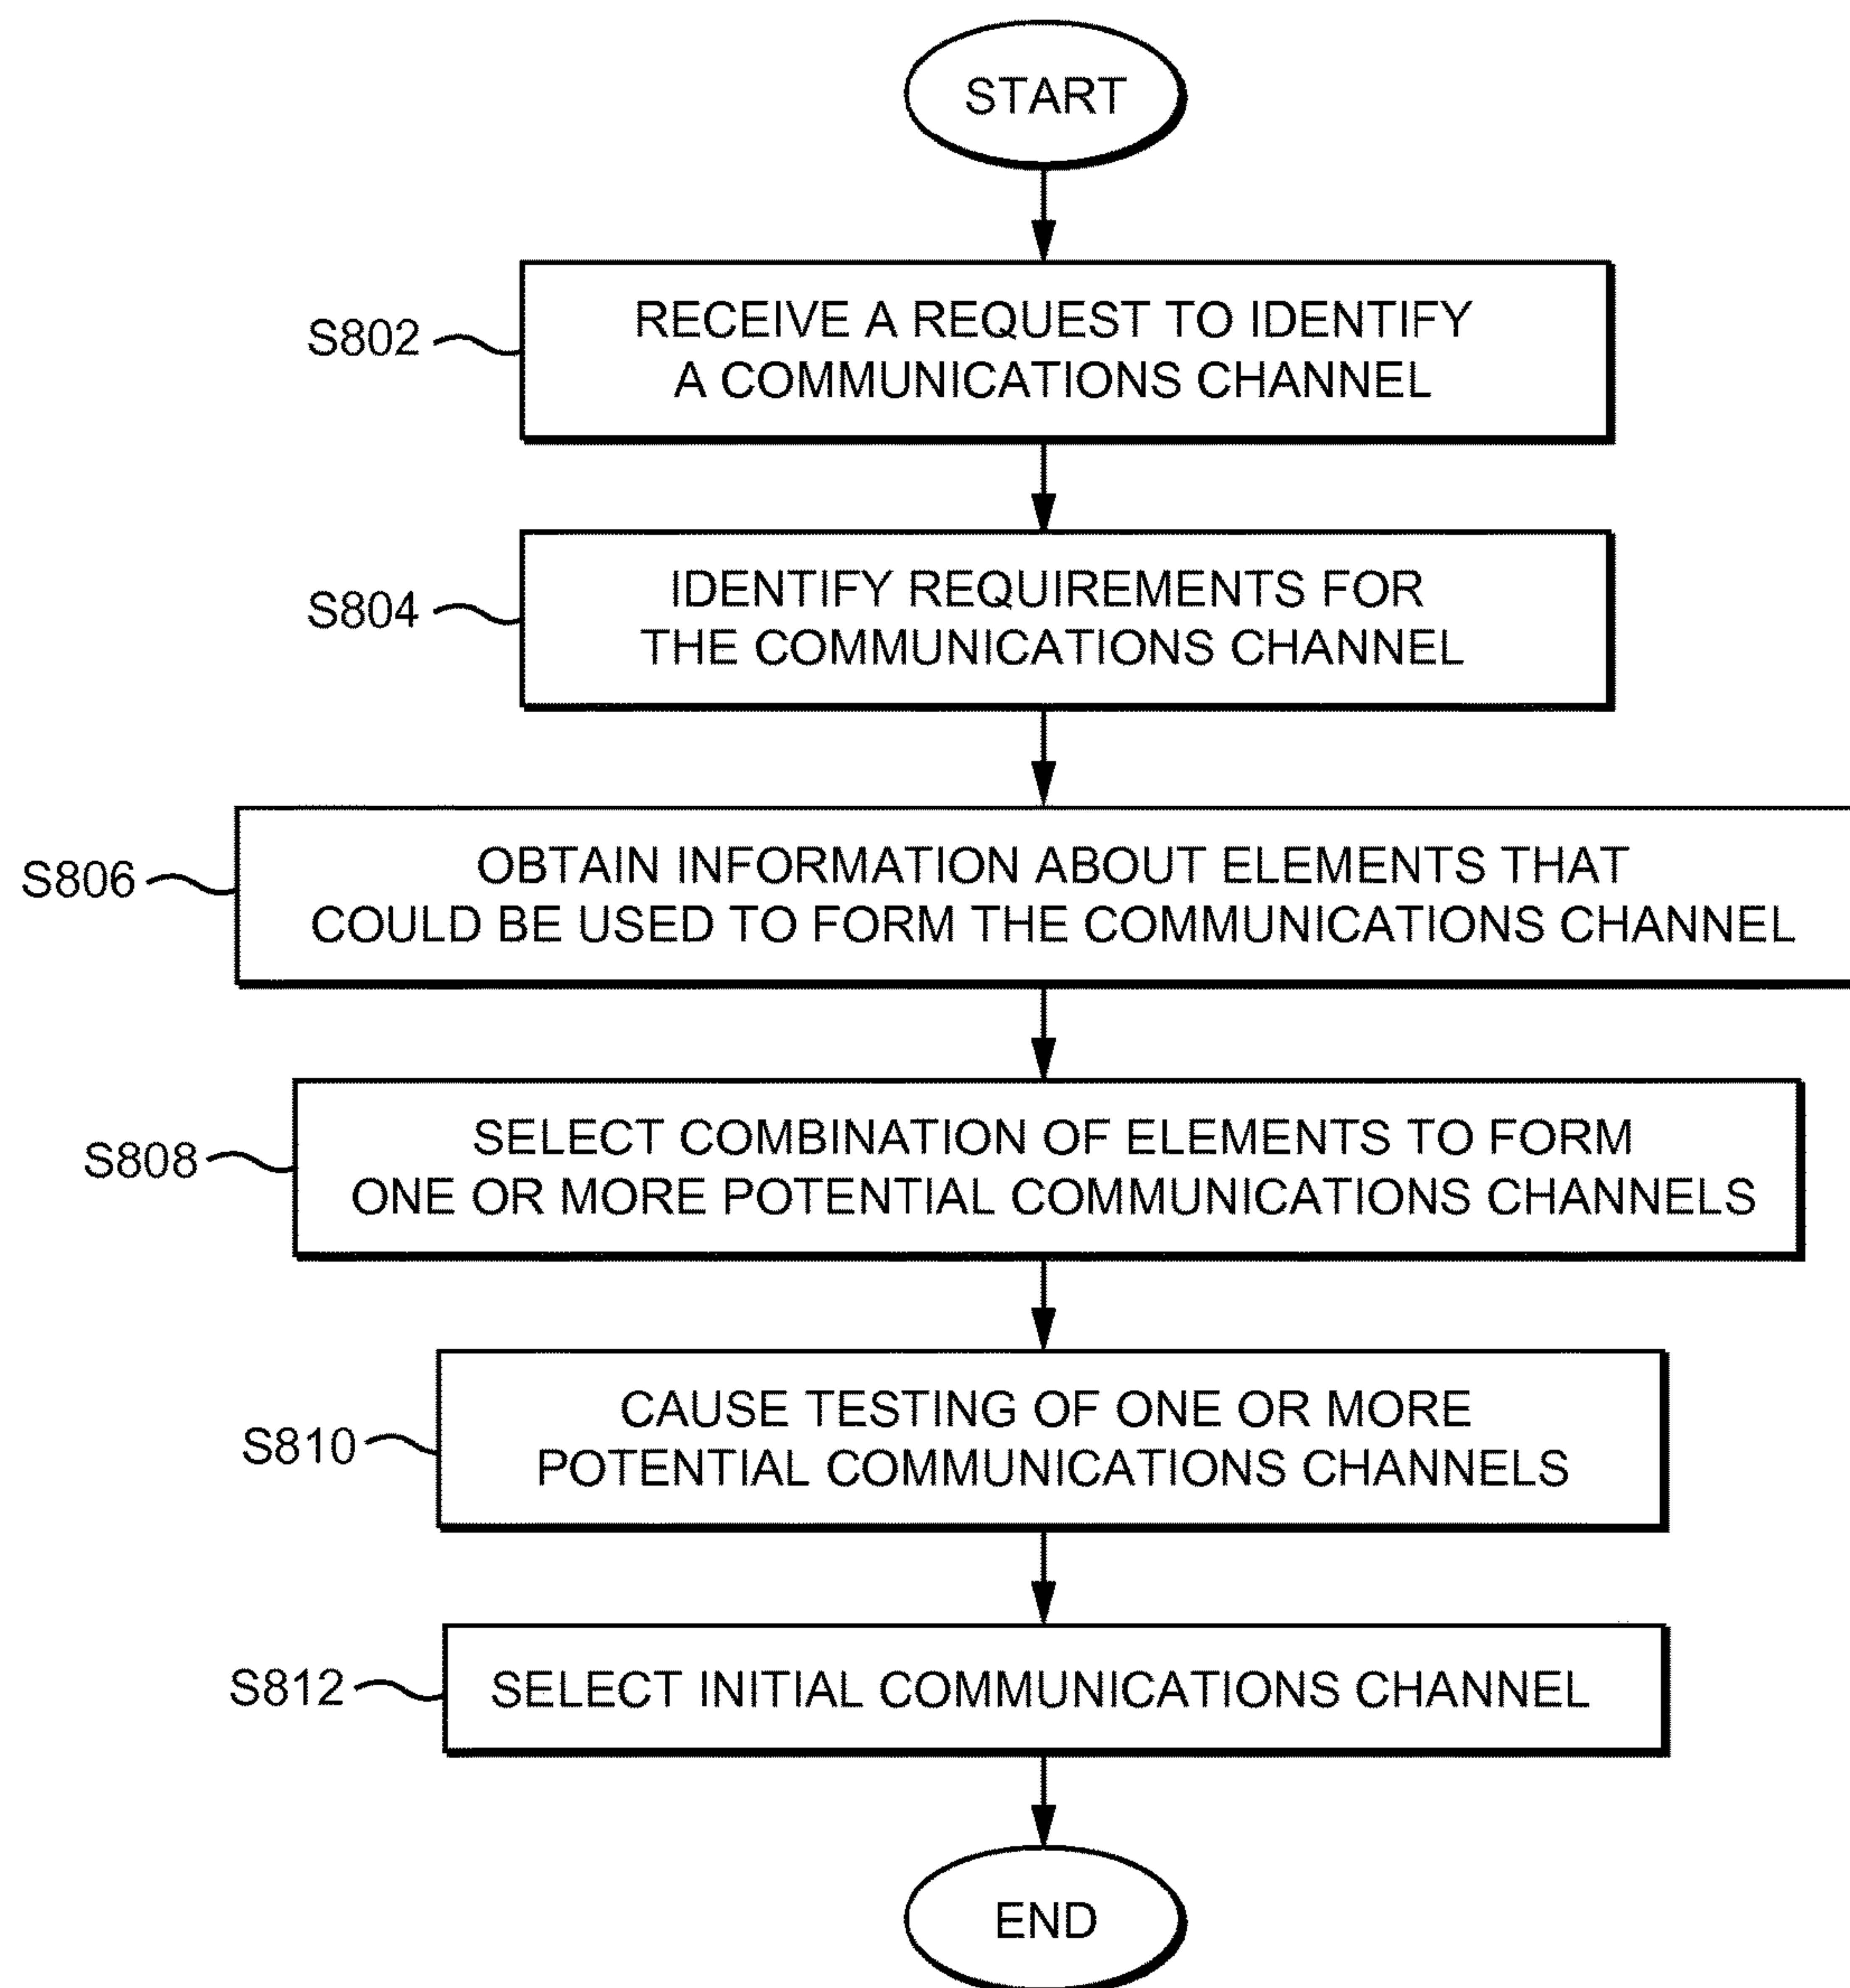 START
S802
RECEIVE A REQUEST TO IDENTIFY
A COMMUNICATIONS CHANNEL
S804
IDENTIFY REQUIREMENTS FOR
THE COMMUNICATIONS CHANNEL
S806
OBTAIN INFORMATION ABOUT ELEMENTS THAT
COULD BE USED TO FORM THE COMMUNICATIONS CHANNEL
S808
SELECT COMBINATION OF ELEMENTS TO FORM
ONE OR MORE POTENTIAL COMMUNICATIONS CHANNELS
S810
CAUSE TESTING OF ONE OR MORE
POTENTIAL COMMUNICATIONS CHANNELS
S812
SELECT INITIAL COMMUNICATIONS CHANNEL
END